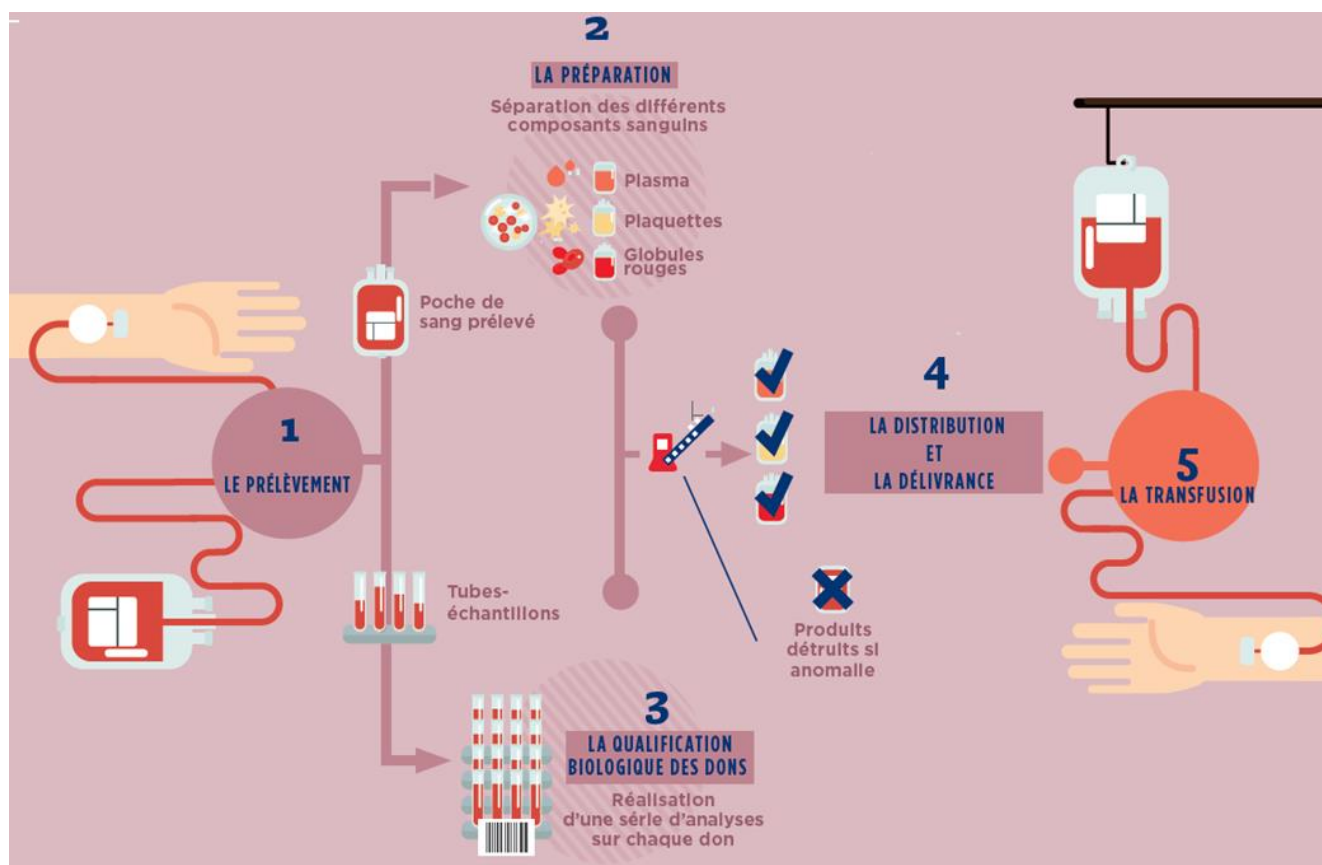 1
LE PRÉLÈVEMENT
Poche de
sang prélevé
2
LA PRÉPARATION
Séparation des différents
composants sanguins
Plasma
Plaquettes
Globules
rouges
Tubes-
échantillons
3
LA QUALIFICATION
BIOLOGIQUE DES DONS
Réalisation
d'une série d'analyses
sur chaque don
Produits
détruits si
anomalie
4
LA DISTRIBUTION
ET
LA DÉLIVRANCE
5
LA TRANSFUSION